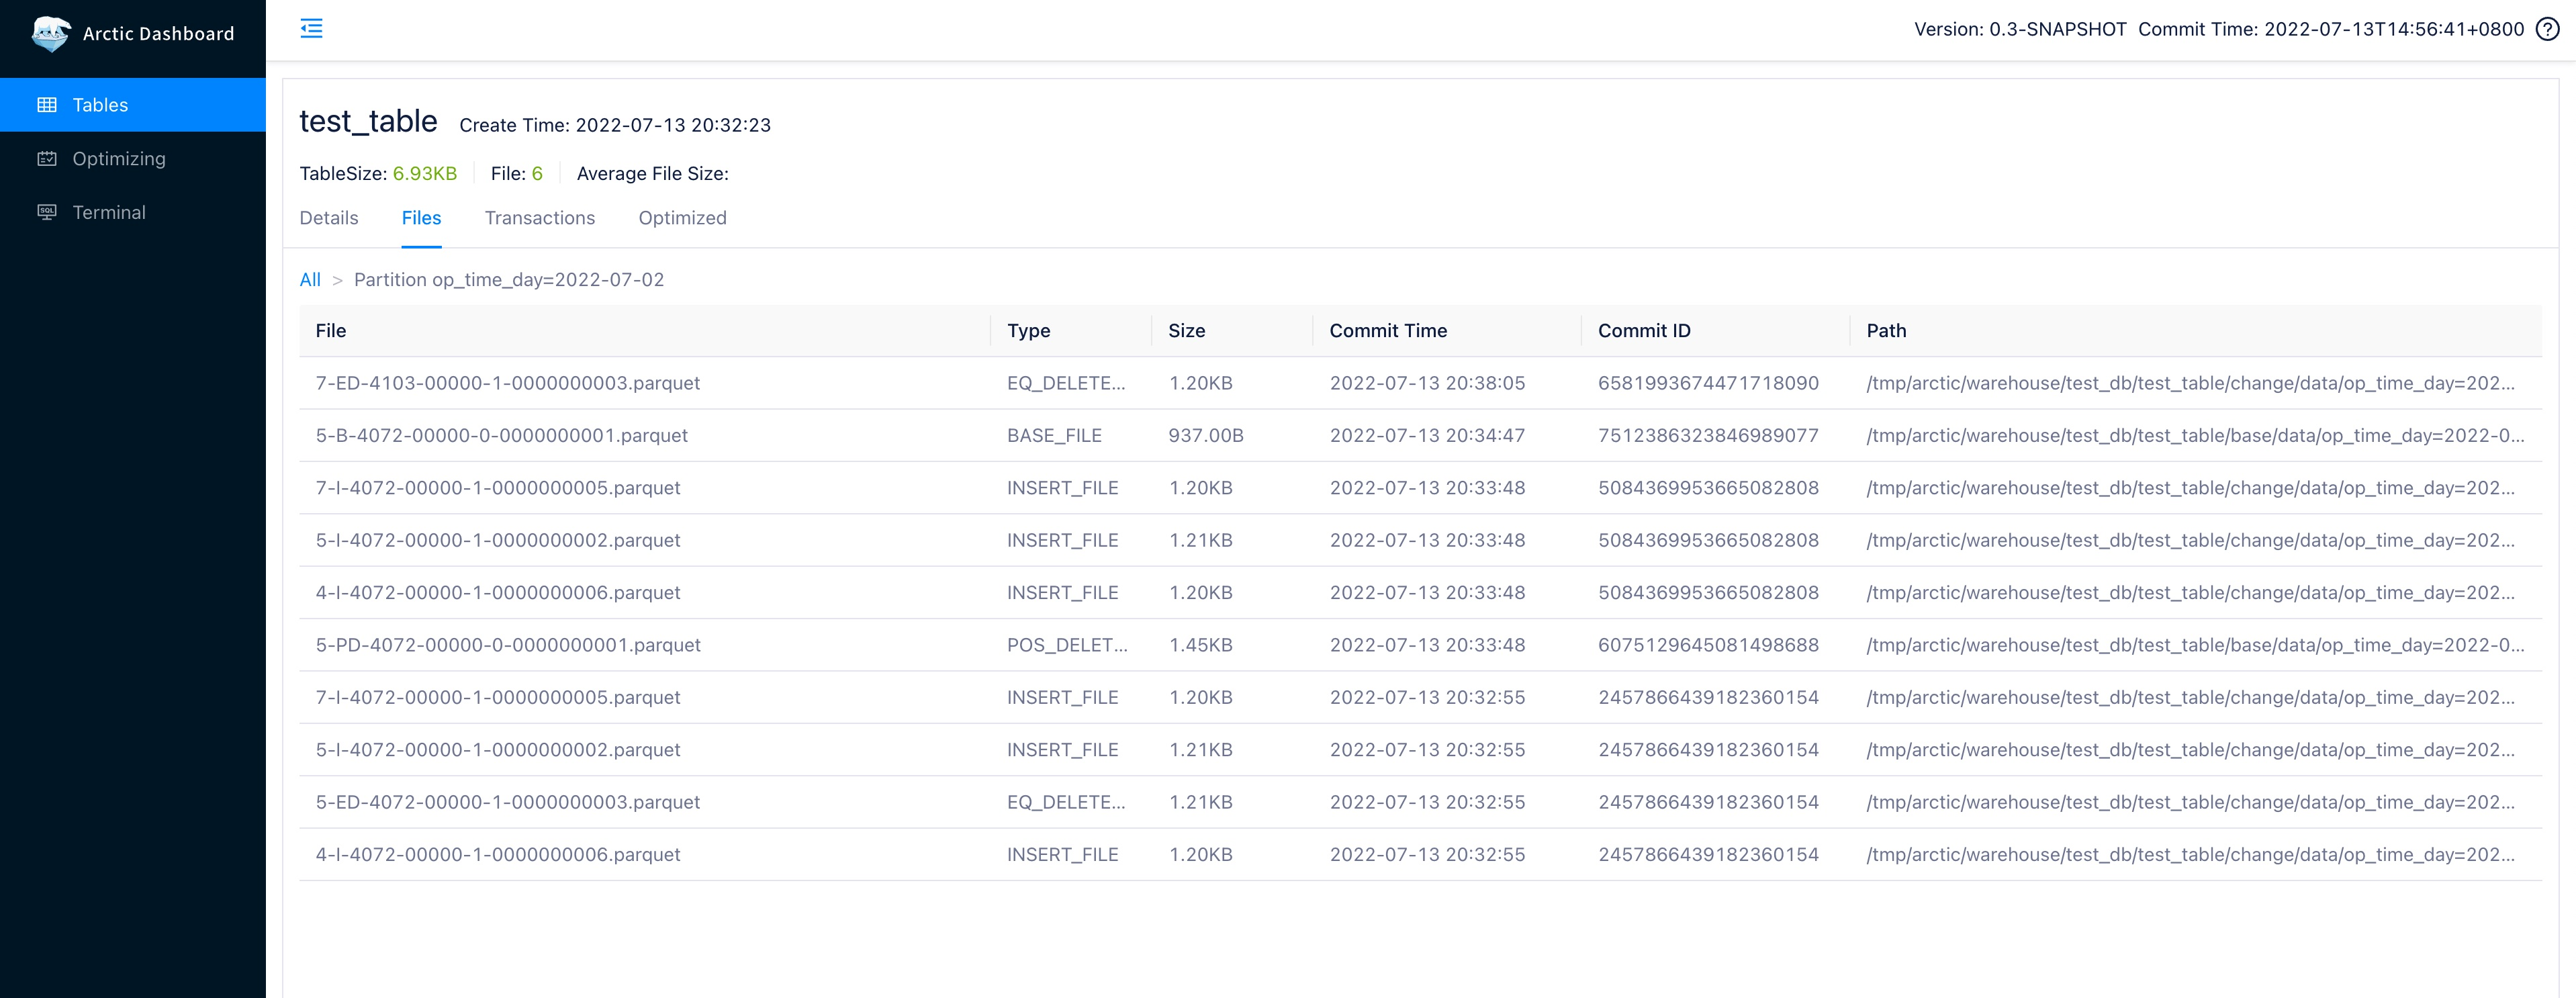 Arctic Dashboard
Version: 0.3-SNAPSHOT Commit Time: 2022-07-13T14:56:41+0800 ?
Tables
Optimizing
SQL Terminal
test_table Create Time: 2022-07-13 20:32:23
TableSize: 6.93KB File: 6 Average File Size:
Details Files Transactions Optimized
All > Partition op_time_day=2022-07-02
File Type Size Commit Time Commit ID Path
7-ED-4103-00000-1-0000000003.parquet EQ_DELETE... 1.20KB 2022-07-13 20:38:05 6581993674471718090 /tmp/arctic/warehouse/test_db/test_table/change/data/op_time_day=202...
5-B-4072-00000-0-0000000001.parquet BASE_FILE 937.00B 2022-07-13 20:34:47 7512386323846989077 /tmp/arctic/warehouse/test_db/test_table/base/data/op_time_day=2022-0...
7-I-4072-00000-1-0000000005.parquet INSERT_FILE 1.20KB 2022-07-13 20:33:48 5084369953665082808 /tmp/arctic/warehouse/test_db/test_table/change/data/op_time_day=202...
5-I-4072-00000-1-0000000002.parquet INSERT_FILE 1.21KB 2022-07-13 20:33:48 5084369953665082808 /tmp/arctic/warehouse/test_db/test_table/change/data/op_time_day=202...
4-I-4072-00000-1-0000000006.parquet INSERT_FILE 1.20KB 2022-07-13 20:33:48 5084369953665082808 /tmp/arctic/warehouse/test_db/test_table/change/data/op_time_day=202...
5-PD-4072-00000-0-0000000001.parquet POS_DELET... 1.45KB 2022-07-13 20:33:48 6075129645081498688 /tmp/arctic/warehouse/test_db/test_table/base/data/op_time_day=2022-0...
7-I-4072-00000-1-0000000005.parquet INSERT_FILE 1.20KB 2022-07-13 20:32:55 2457866439182360154 /tmp/arctic/warehouse/test_db/test_table/change/data/op_time_day=202...
5-I-4072-00000-1-0000000002.parquet INSERT_FILE 1.21KB 2022-07-13 20:32:55 2457866439182360154 /tmp/arctic/warehouse/test_db/test_table/change/data/op_time_day=202...
5-ED-4072-00000-1-0000000003.parquet EQ_DELETE... 1.21KB 2022-07-13 20:32:55 2457866439182360154 /tmp/arctic/warehouse/test_db/test_table/change/data/op_time_day=202...
4-I-4072-00000-1-0000000006.parquet INSERT_FILE 1.20KB 2022-07-13 20:32:55 2457866439182360154 /tmp/arctic/warehouse/test_db/test_table/change/data/op_time_day=202...